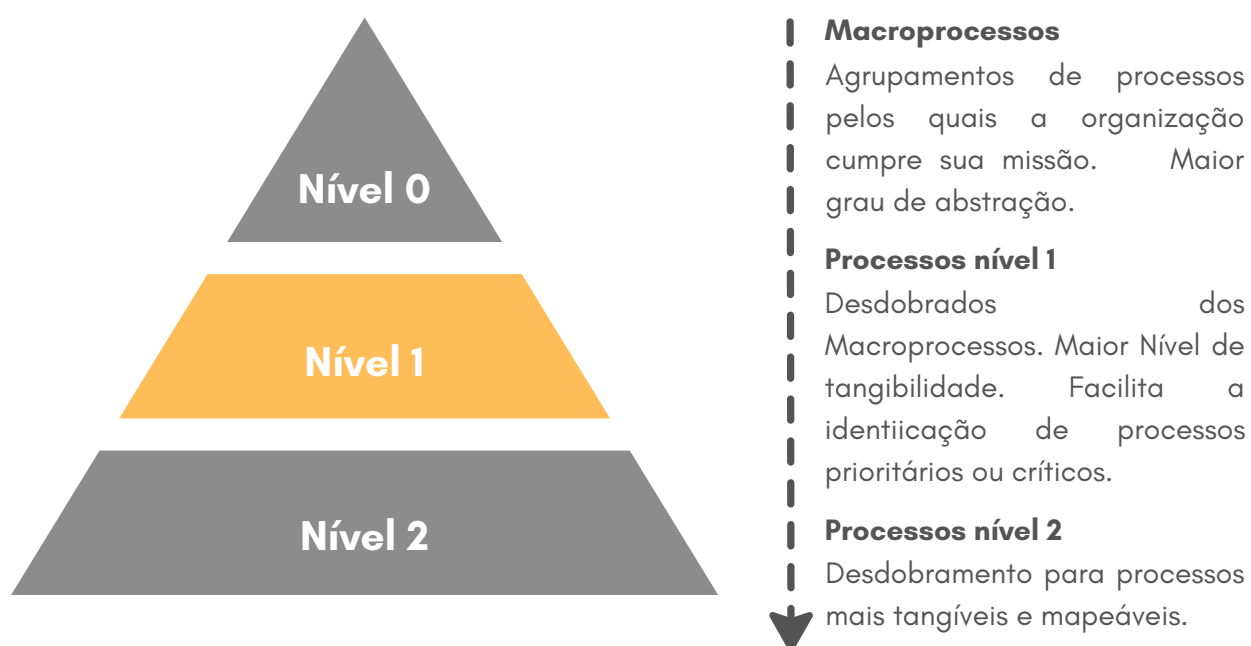 Nível 0
Nível 1
Nível 2
Macroprocessos
Agrupamentos de processos
pelos quais a organização
cumpre sua missão. Maior
grau de abstração.
Processos nível 1
Desdobrados dos
Macroprocessos. Maior Nível de
tangibilidade. Facilita a
identiicação de processos
prioritários ou críticos.
Processos nível 2
Desdobramento para processos
mais tangíveis e mapeáveis.